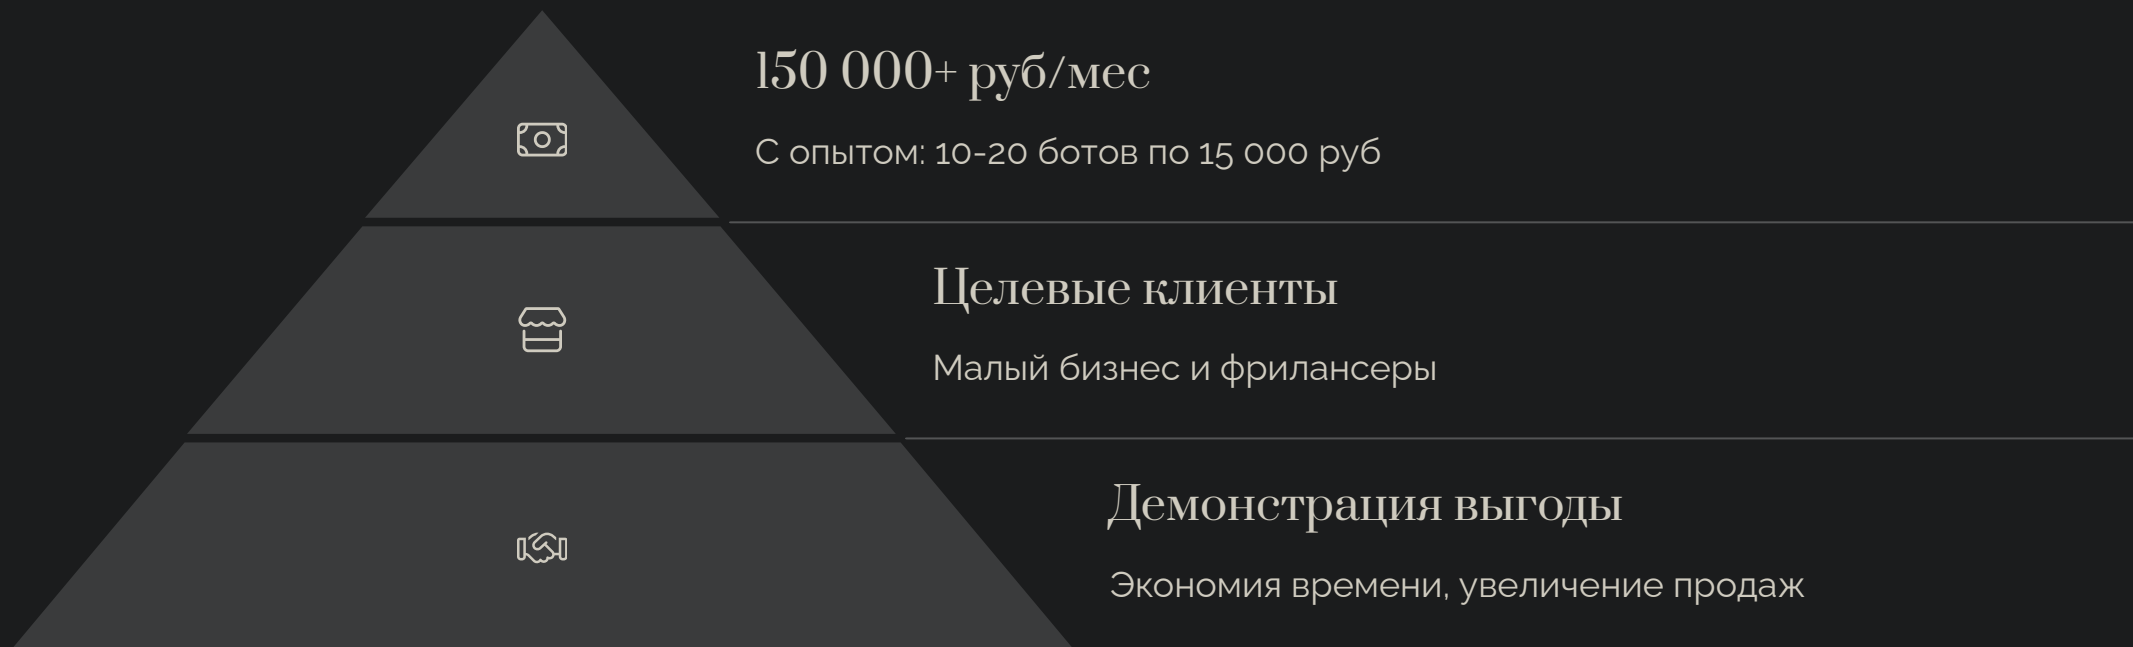 150 000+ руб/мес
С опытом: 10-20 ботов по 15 000 руб
Целевые клиенты
Малый бизнес и фрилансеры
Демонстрация выгоды
Экономия времени, увеличение продаж